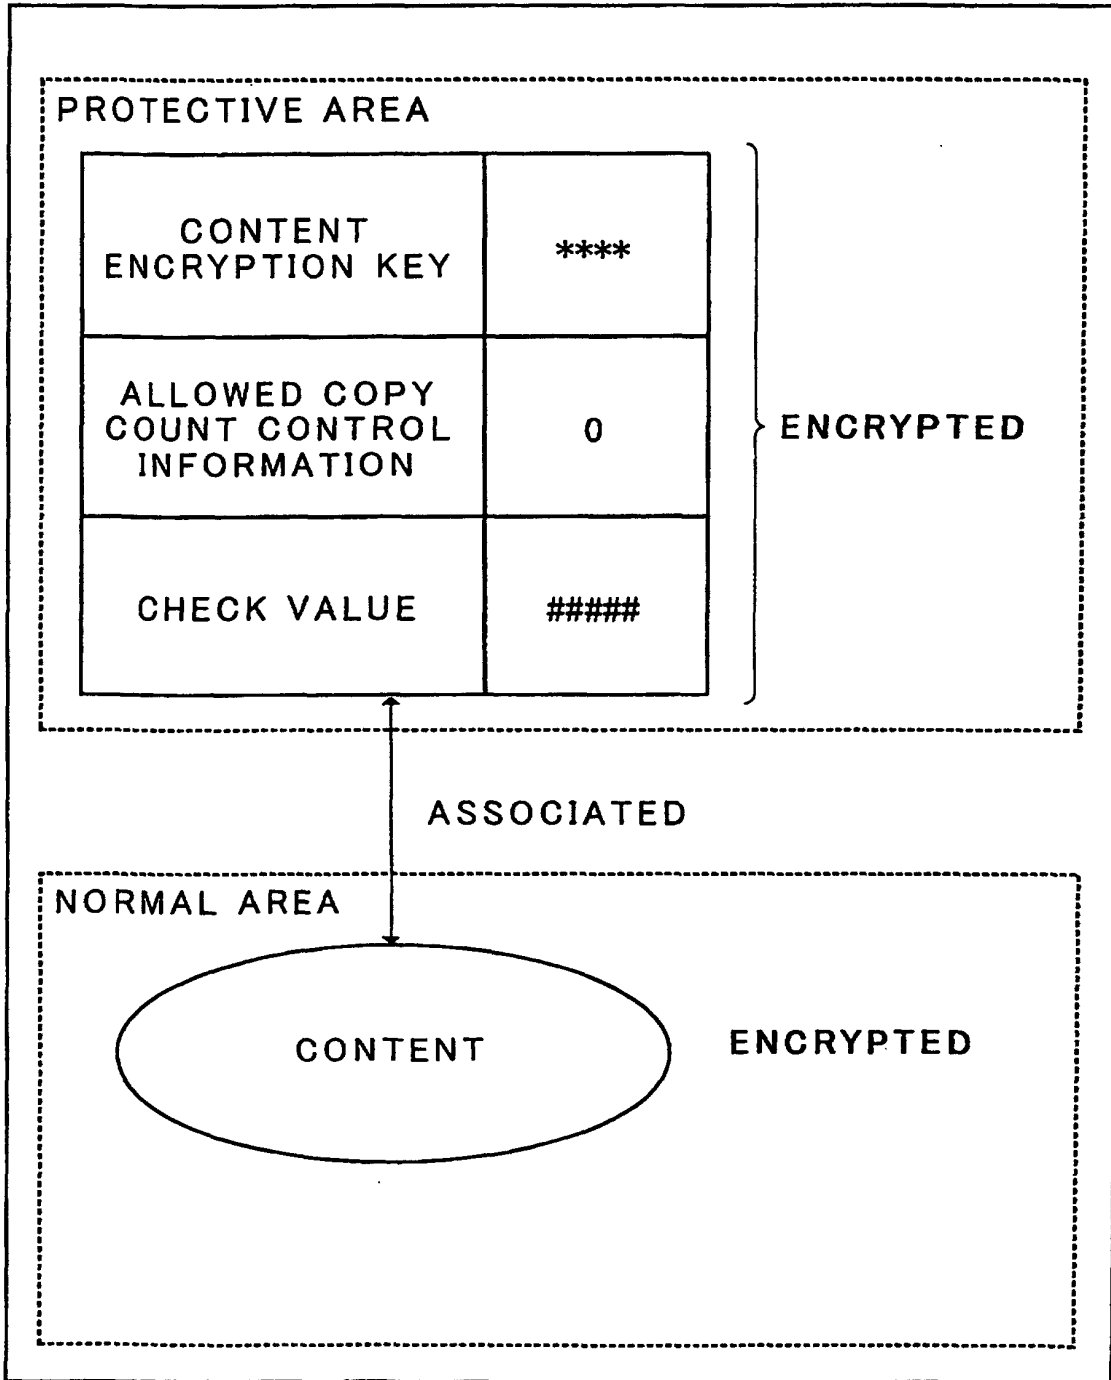 PROTECTIVE AREA
CONTENT
ENCRYPTION KEY
****
ALLOWED COPY
COUNT CONTROL
INFORMATION
0
ENCRYPTED
CHECK VALUE
#####
ASSOCIATED
NORMAL AREA
CONTENT
ENCRYPTED